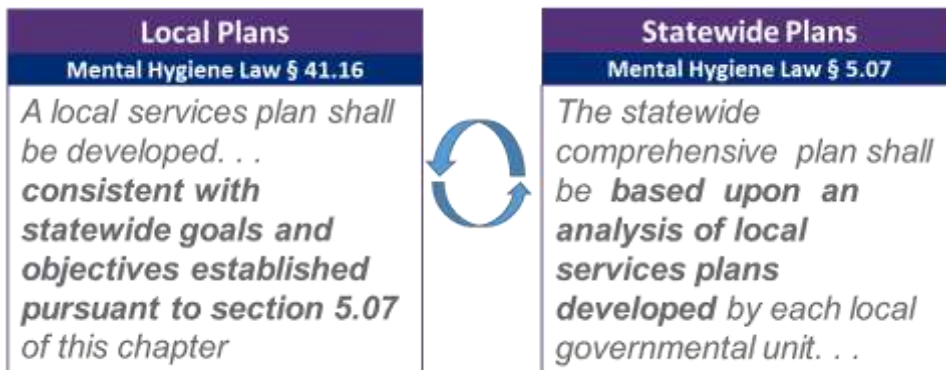 Local Plans
Mental Hygiene Law § 41.16
A local services plan shall
be developed. . .
consistent with
statewide goals and
objectives established
pursuant to section 5.07
of this chapter
Statewide Plans
Mental Hygiene Law § 5.07
The statewide
comprehensive plan shall
be based upon an
analysis of local
services plans
developed by each local
governmental unit. . .